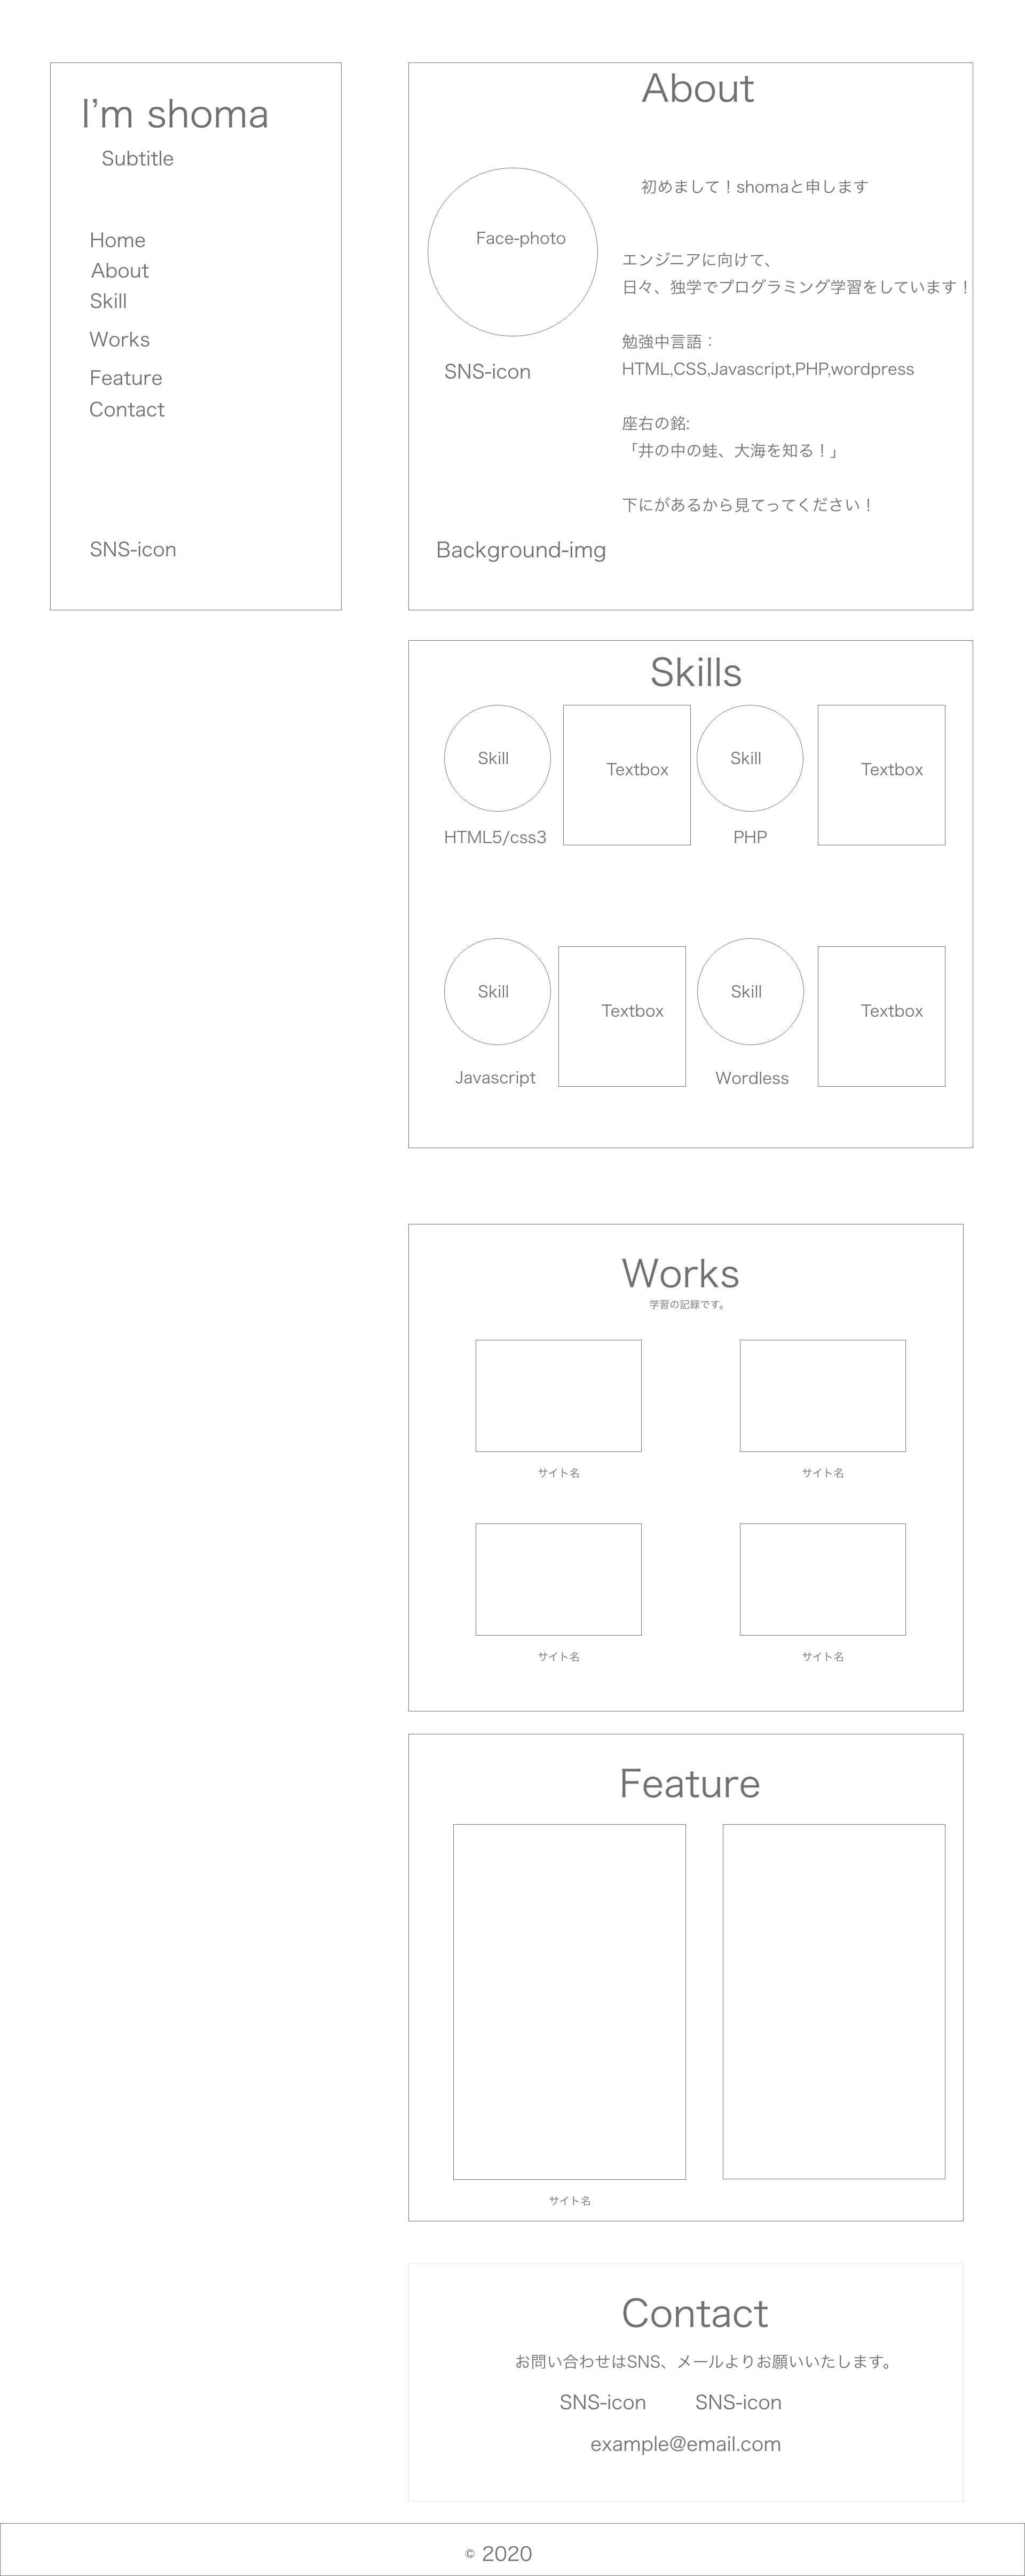 I’m shoma
Subtitle
Home
About
Skill
Works
Feature
Contact
SNS-icon
About
Face-photo
SNS-icon
初めまして！shomaと申します
エンジニアに向けて、
日々、独学でプログラミング学習をしています！
勉強中言語：
HTML,CSS,Javascript,PHP,wordpress
座右の銘:
「井の中の蛙、大海を知る！」
下にがあるから見てってください！
Background-img
Skills
Skill
Textbox
Skill
Textbox
HTML5/css3
PHP
Skill
Textbox
Skill
Textbox
Javascript
Wordless
Works
学習の記録です。
サイト名
サイト名
サイト名
サイト名
Feature
サイト名
Contact
お問い合わせはSNS、メールよりお願いいたします。
SNS-icon
SNS-icon
example@email.com
© 2020